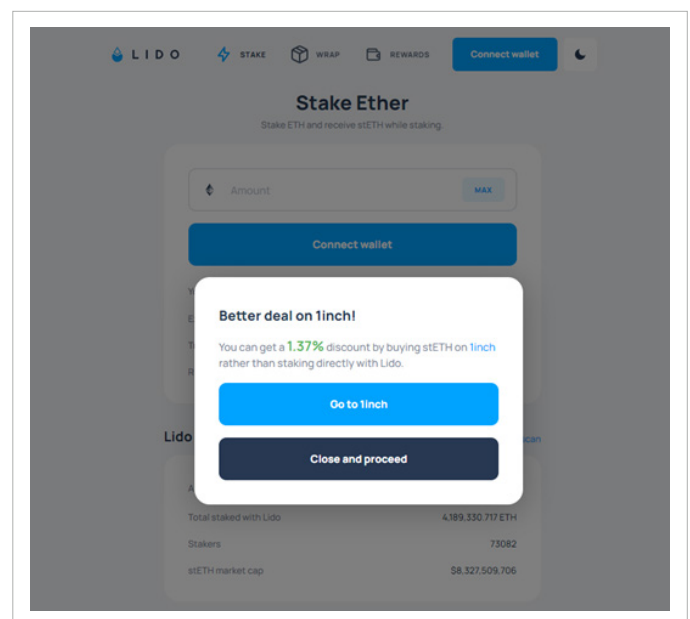 LIDO STAKE WRAP REWARDS Connect wallet
Stake Ether
Stake ETH and receive stETH while staking.
Amount MAX
Connect wallet
Better deal on 1inch!
You can get a 1.37% discount by buying stETH on 1inch
rather than staking directly with Lido.
Go to 1inch
Lido
Close and proceed
Total staked with Lido 4,189,330.717 ETH
Stakers 73082
stETH market cap $8,327,509,706